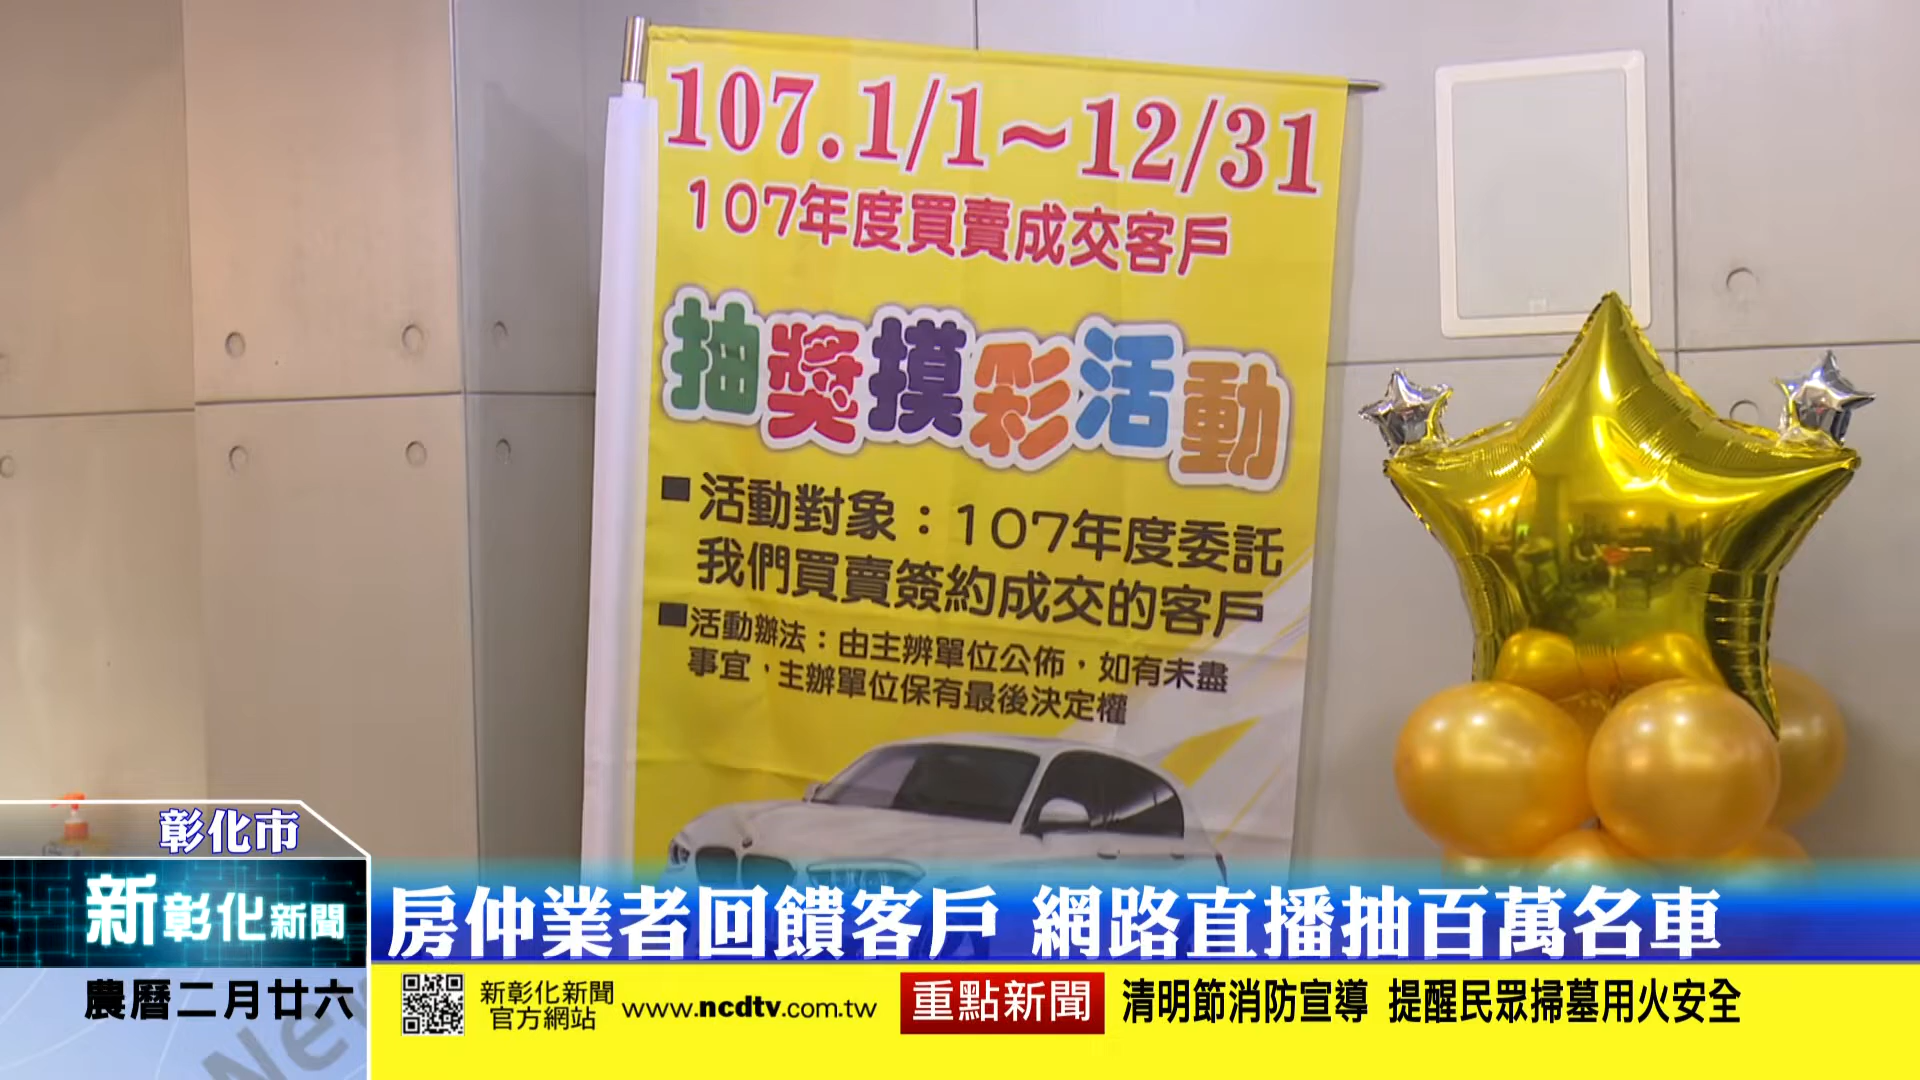 107.1/1~12/31
107年度買賣成交客戶
抽獎摸彩活動
■活動對象：107年度委託
我們買賣簽約成交的客戶
■活動辦法：由主辦單位公佈，如有未盡
事宜，主辦單位保有最後決定權
彰化市
新彰化新聞
房仲業者回饋客戶 網路直播抽百萬名車
農曆二月廿六
新彰化新聞
官方網站
www.ncdtv.com.tw
重點新聞
清明節消防宣導 提醒民眾掃墓用火安全